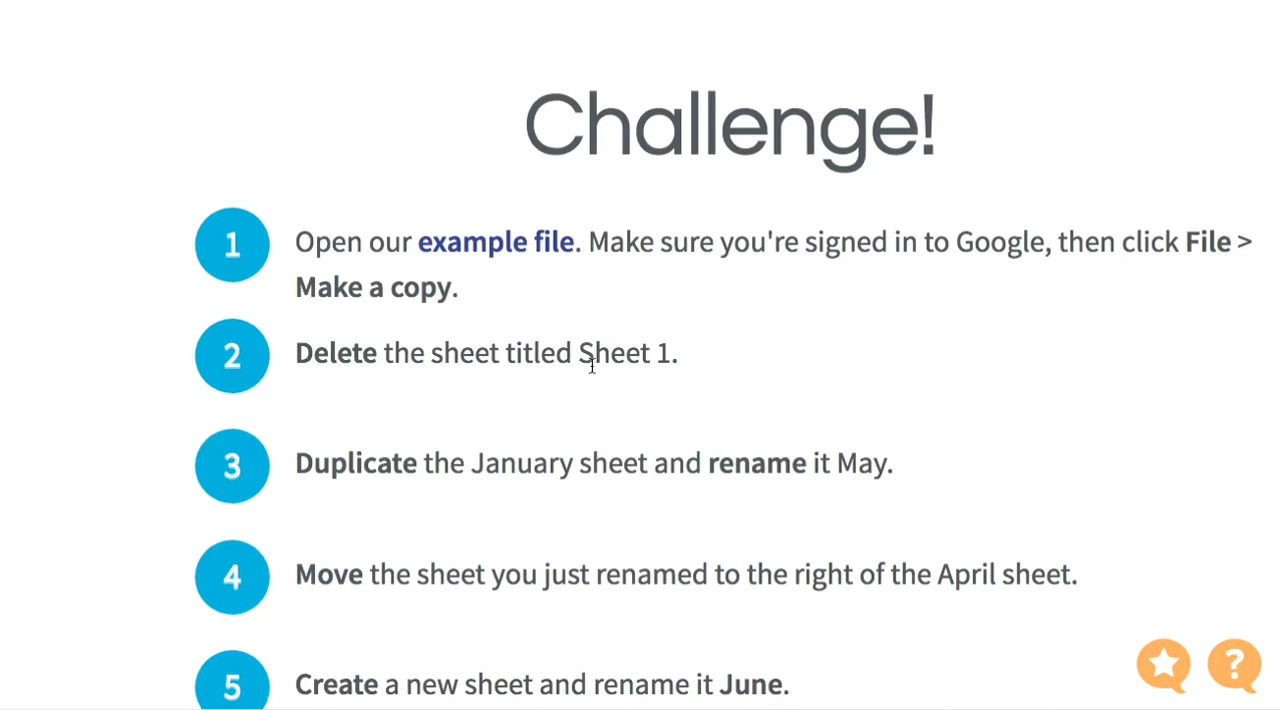 Challenge!
1
Open our example file. Make sure you're signed in to Google, then click File >
Make a copy.
2
Delete the sheet titled Sheet 1.
3
Duplicate the January sheet and rename it May.
4
Move the sheet you just renamed to the right of the April sheet.
5
Create a new sheet and rename it June.
?